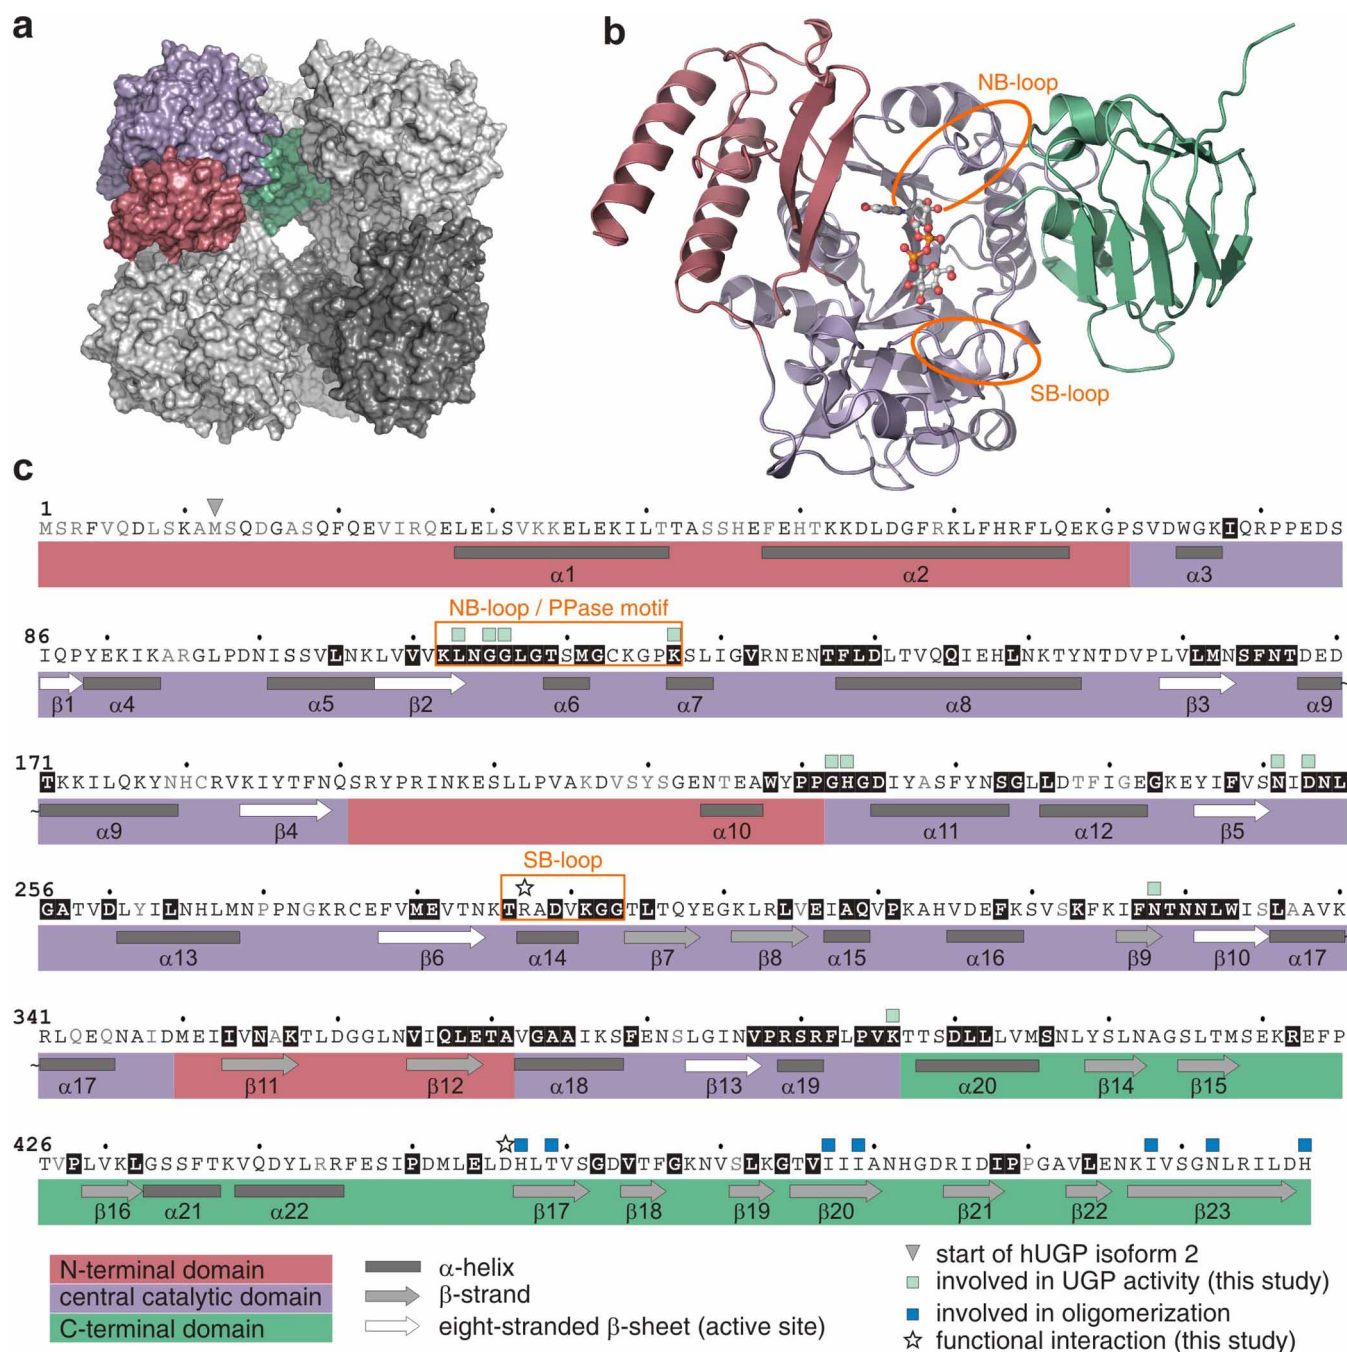 a
b
NB-loop
SB-loop
c
1
MSRFVQDLSKAMSQDGASQFQEVIRQELELSVKKELEKILTTASSHEFEHTKKDLDGFRKLFHRFLQEKGPSVDWGKIQRPPEDS
α1 α2 α3
NB-loop / PPase motif
86
IQPYEKIKARGLPDNISSVLNKLVVVKLNGGLGTSMGCKGPKSLIGVRNENTFLDLTVQQIEHLNKTYNTDVPLVLMNSFNTDED
β1 α4 α5 β2 α6 α7 α8 β3 α9
171
TKKILQKYNHCRVKIYTFNQSRYPRINKESLLPVAKDVSYSGENTEAWYPPGHGDIYASFYNSGLLDTFIGEGKEYIFVSNIDNL
α9 β4 α10 α11 α12 β5
SB-loop
256
GATVDLYILNHLMNPPNGKRCEFVMEVTNKTRADVKGGTLTQYEGKLRLVEIAQVPKAHVDEFKSVSKFKIFNTNNLWISLAAVK
α13 β6 α14 β7 β8 α15 α16 β9 β10 α17
341
RLQEQNAIDMEIIVNAKTLDGGLNVIQLETAVGAAIKSFENSLGINVPRSRFLPVKTTSDLLLVMSNLYSLNAGSLTMSEKREFP
α17 β11 β12 α18 β13 α19 α20 β14 β15
426
TVPLVKLGSSFTKVQDYLRRFESIPDMLELDHLTVSGDVTFGKNVSLKGTVIIIANHGDRIDIPPGAVLENKIVSGNLRILDH
β16 α21 α22 β17 β18 β19 β20 β21 β22 β23
N-terminal domain
central catalytic domain
C-terminal domain
α-helix
β-strand
eight-stranded β-sheet (active site)
start of hUGP isoform 2
involved in UGP activity (this study)
involved in oligomerization
functional interaction (this study)